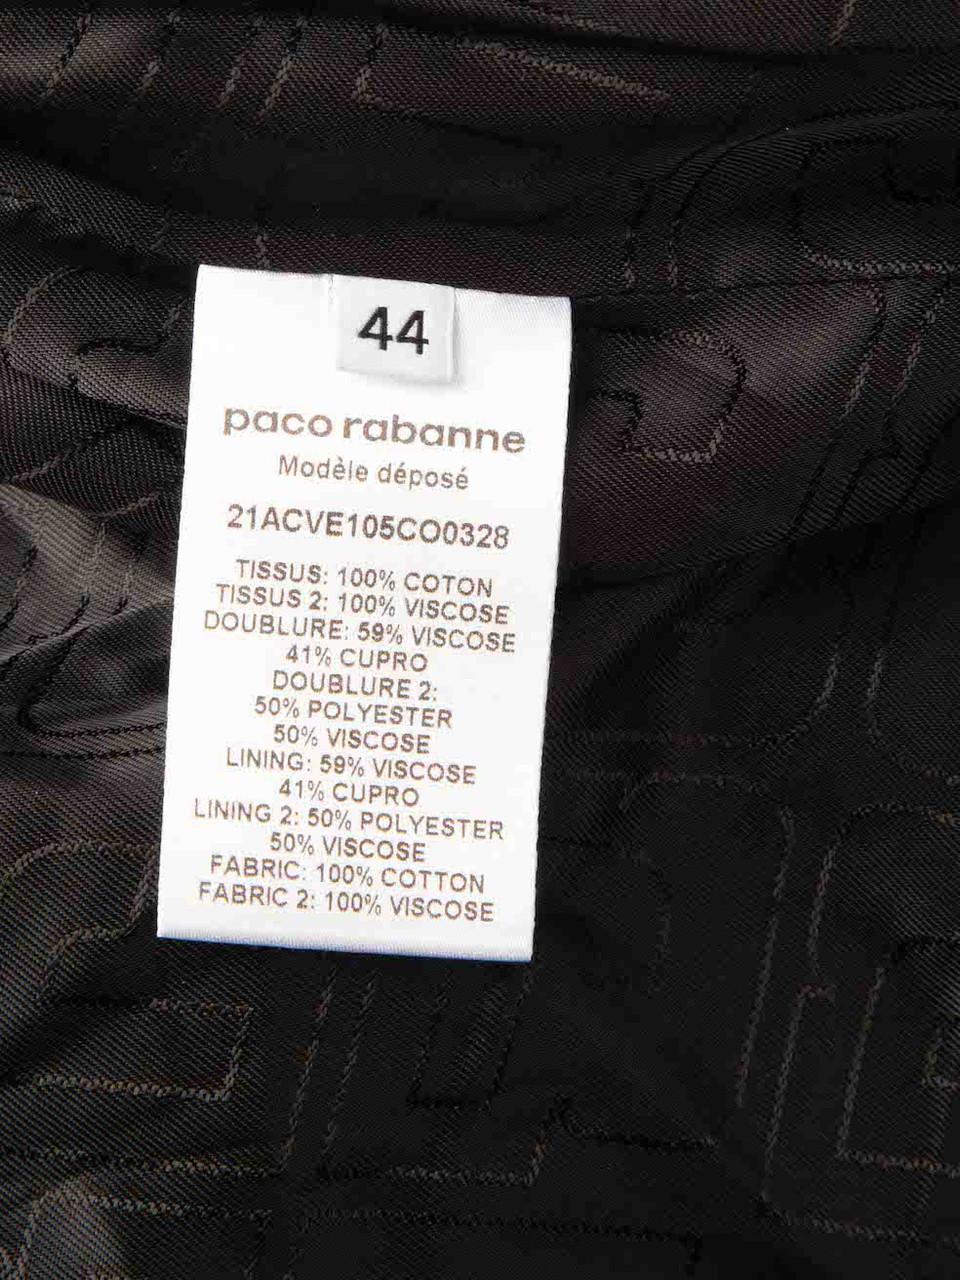 44
paco rabanne
Modèle déposé
21ACVE105CO0328
TISSUS: 100% COTON
TISSUS 2: 100% VISCOSE
DOUBLURE: 59% VISCOSE
41% CUPRO
DOUBLURE 2:
50% POLYESTER
50% VISCOSE
LINING: 59% VISCOSE
41% CUPRO
LINING 2: 50% POLYESTER
50% VISCOSE
FABRIC: 100% COTTON
FABRIC 2: 100% VISCOSE